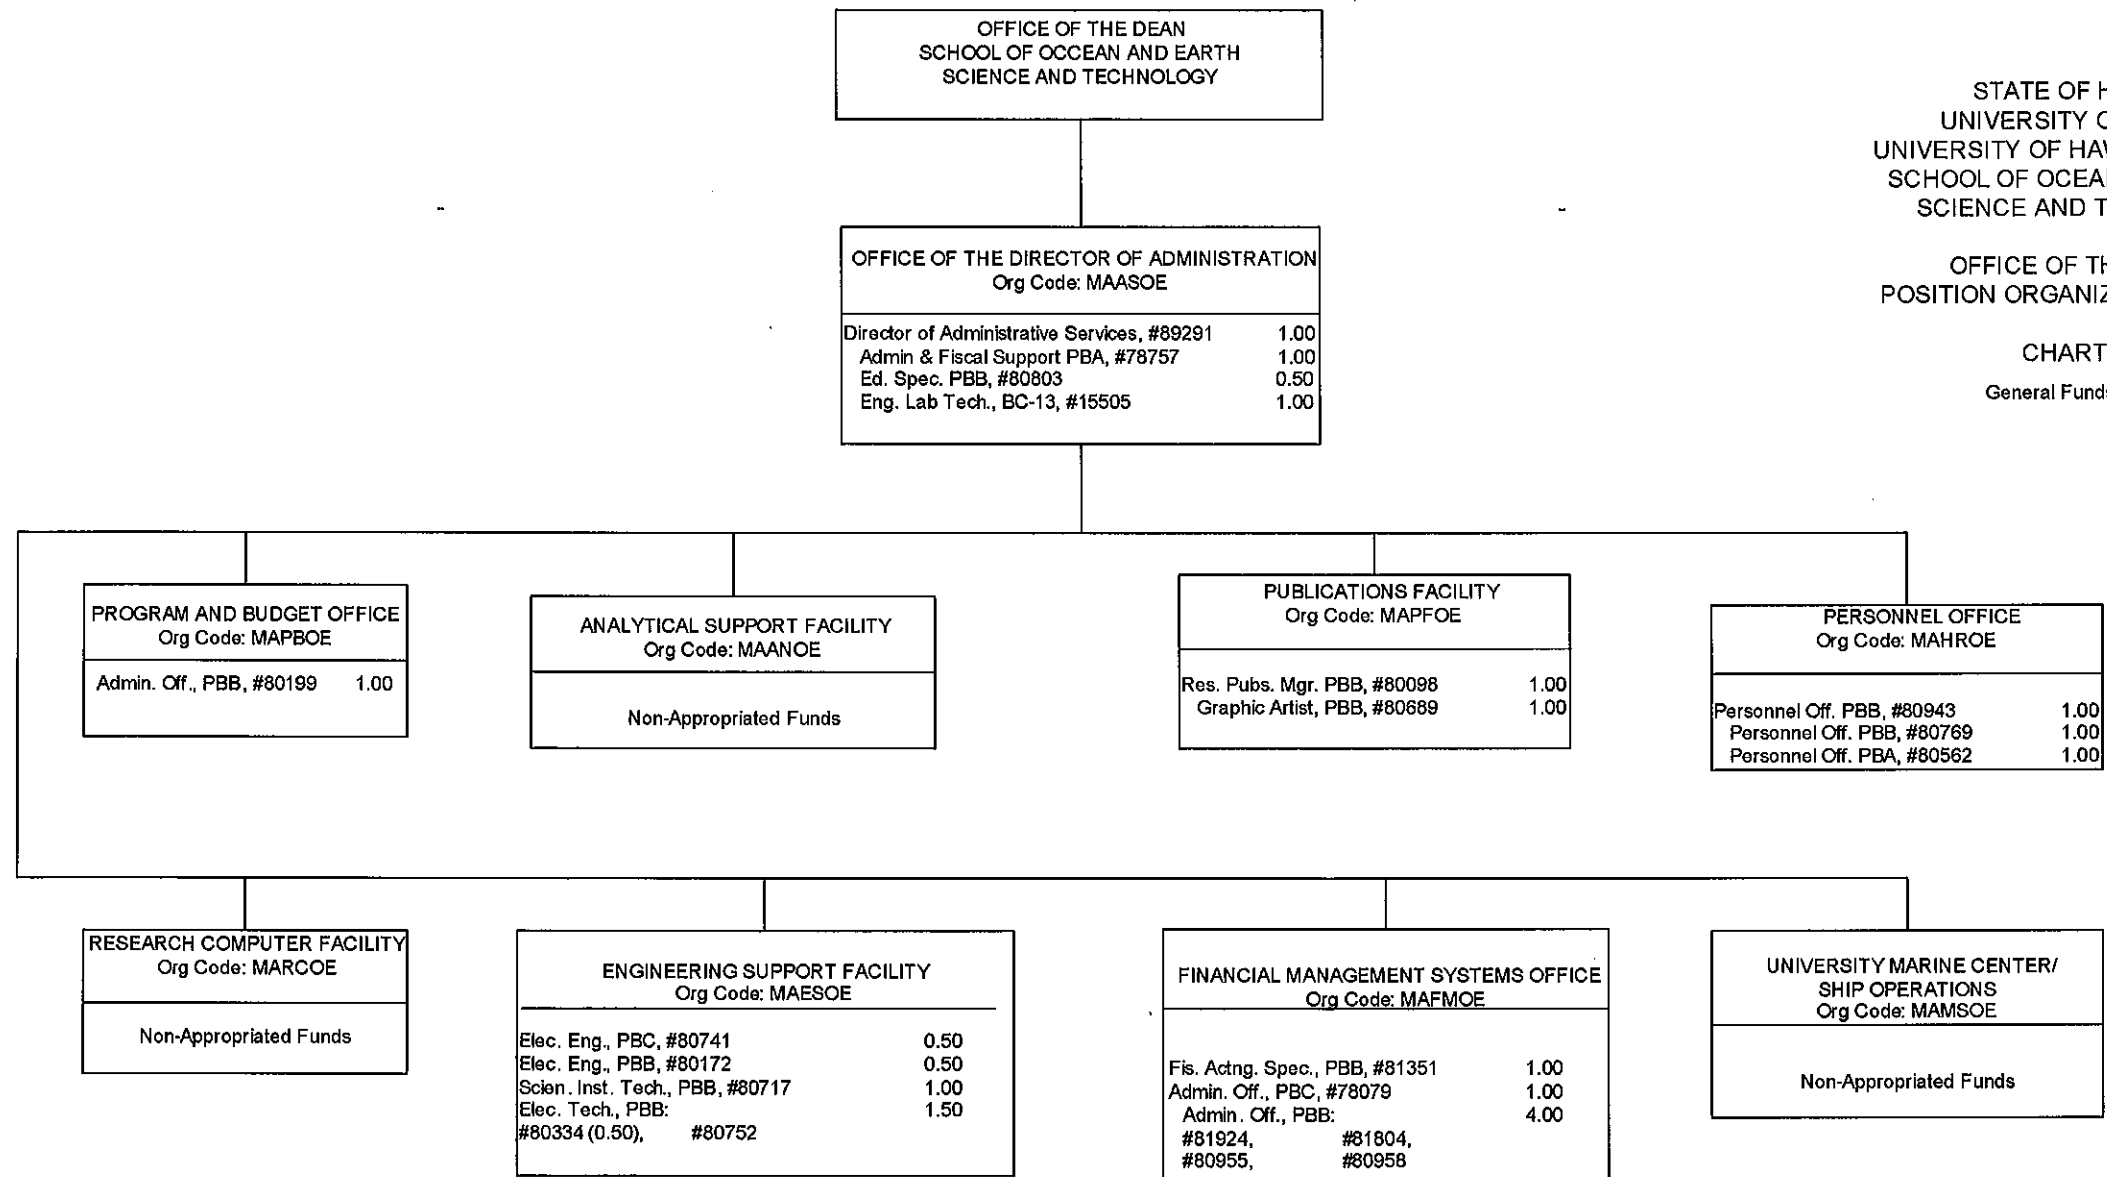 OFFICE OF THE DEAN
SCHOOL OF OCCEAN AND EARTH
SCIENCE AND TECHNOLOGY
STATE OF
UNIVERSITY
UNIVERSITY OF
SCHOOL OF
SCIENCE AND
OFFICE OF
POSITION
CHART
General
OFFICE OF THE DIRECTOR OF ADMINISTRATION
Org Code: MAASOE
Director of Administrative Services, #89291 1.00
Admin & Fiscal Support PBA, #78757 1.00
Ed. Spec. PBB, #80803 0.50
Eng. Lab Tech., BC-13, #15505 1.00
PROGRAM AND BUDGET OFFICE
Org Code: MAPBOE
Admin. Off., PBB, #80199 1.00
ANALYTICAL SUPPORT FACILITY
Org Code: MAANOE
Non-Appropriated Funds
PUBLICATIONS FACILITY
Org Code: MAPFOE
Res. Pubs. Mgr. PBB, #80098 1.00
Graphic Artist, PBB, #80689 1.00
PERSONNEL OFFICE
Org Code: MAHROE
Personnel Off. PBB, #80943 1.00
Personnel Off. PBB, #80769 1.00
Personnel Off. PBA, #80562 1.00
RESEARCH COMPUTER FACILITY
Org Code: MARCOE
Non-Appropriated Funds
ENGINEERING SUPPORT FACILITY
Org Code: MAESOE
Elec. Eng., PBC, #80741 0.50
Elec. Eng., PBB, #80172 0.50
Scien. Inst. Tech., PBB, #80717 1.00
Elec. Tech., PBB: 1.50
#80334 (0.50), #80752
FINANCIAL MANAGEMENT SYSTEMS OFFICE
Org Code: MAFMOE
Fis. Actng. Spec., PBB, #81351 1.00
Admin. Off., PBC, #78079 1.00
Admin. Off., PBB: 4.00
#81924, #81804,
#80955, #80958
UNIVERSITY MARINE CENTER/
SHIP OPERATIONS
Org Code: MAMSOE
Non-Appropriated Funds